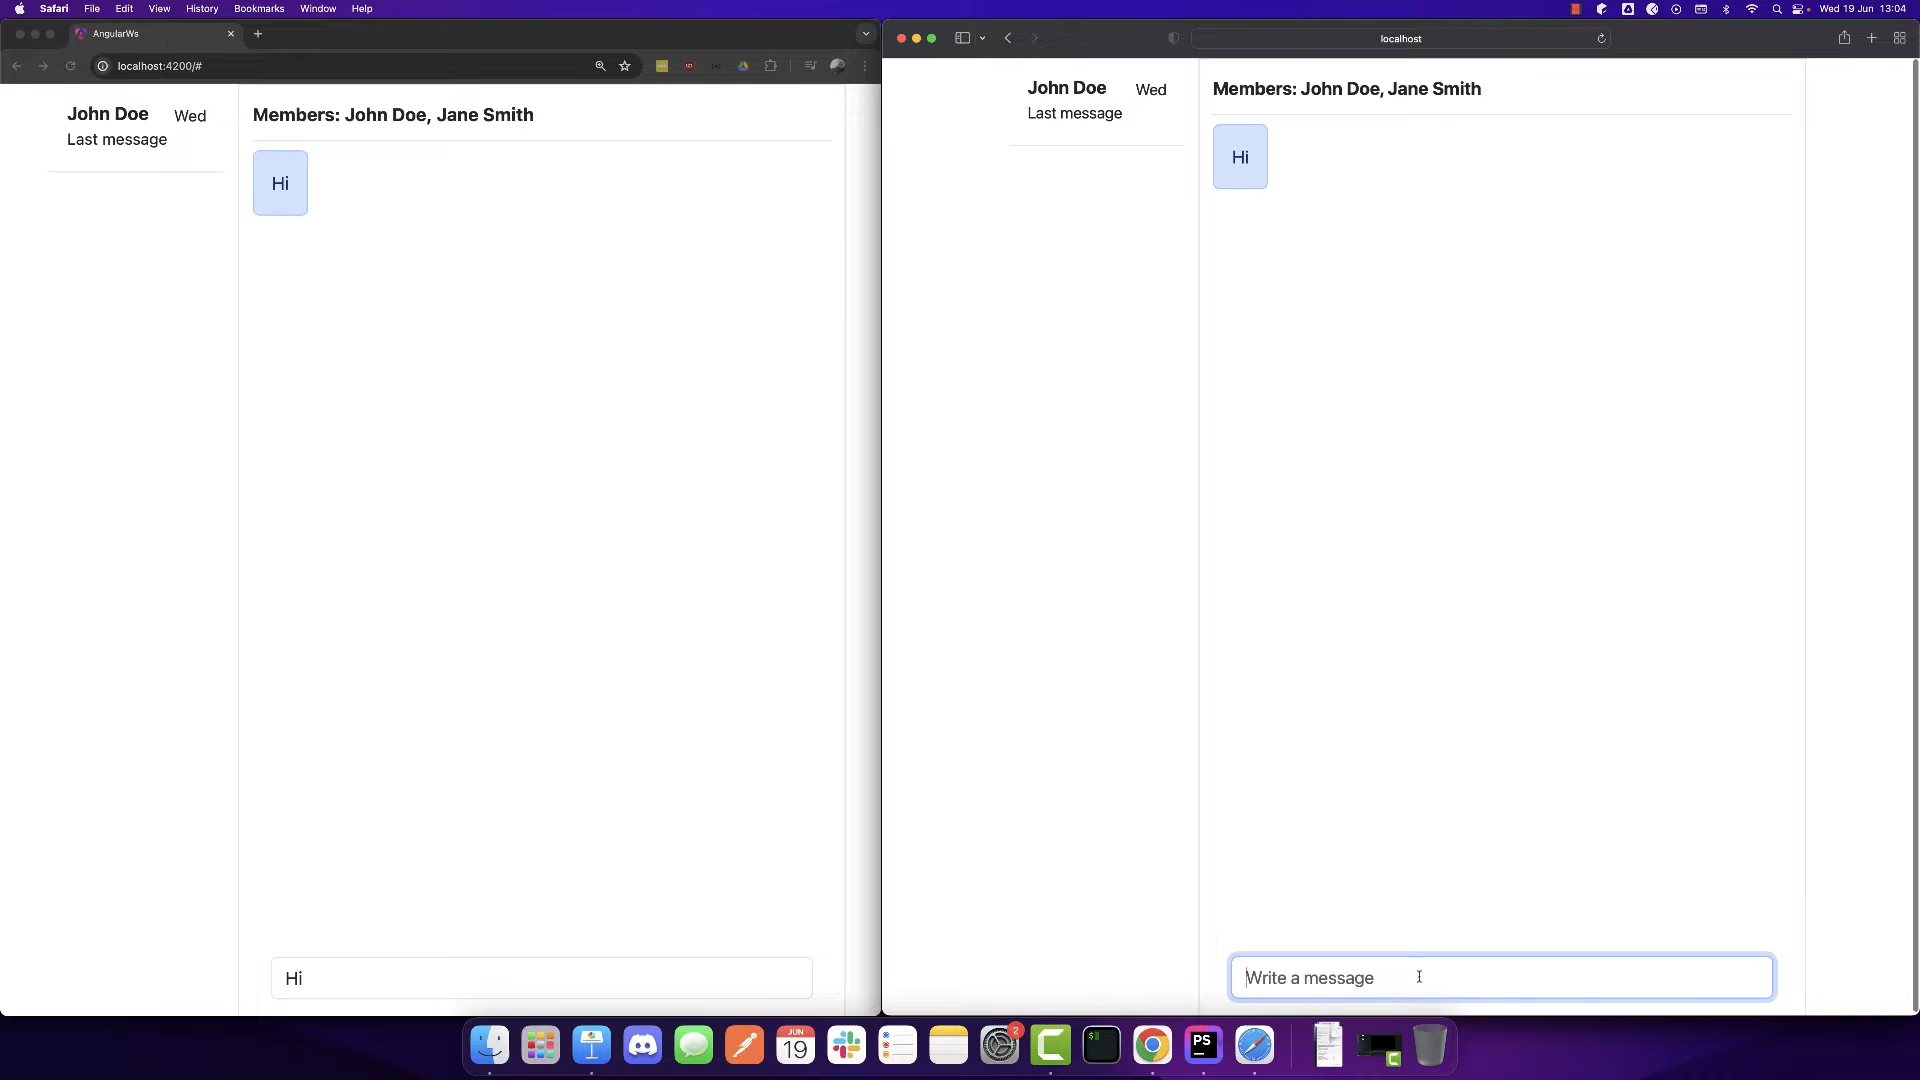 Safari File Edit View History Bookmarks Window Help
Wed 19 Jun 13:04
AngularWs
localhost:4200/#
John Doe Wed
Last message
Members: John Doe, Jane Smith
Hi
Hi
localhost
John Doe Wed
Last message
Members: John Doe, Jane Smith
Hi
Write a message
JUN
19
2
PS